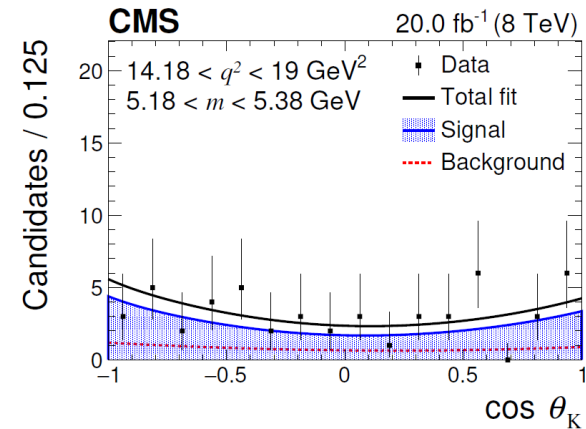 CMS 20.0 fb⁻¹ (8 TeV)
14.18 < q² < 19 GeV²
5.18 < m < 5.38 GeV
Data
Total fit
Signal
Background
Candidates / 0.125
20
15
10
5
0
−1 −0.5 0 0.5 1
cos θ_K